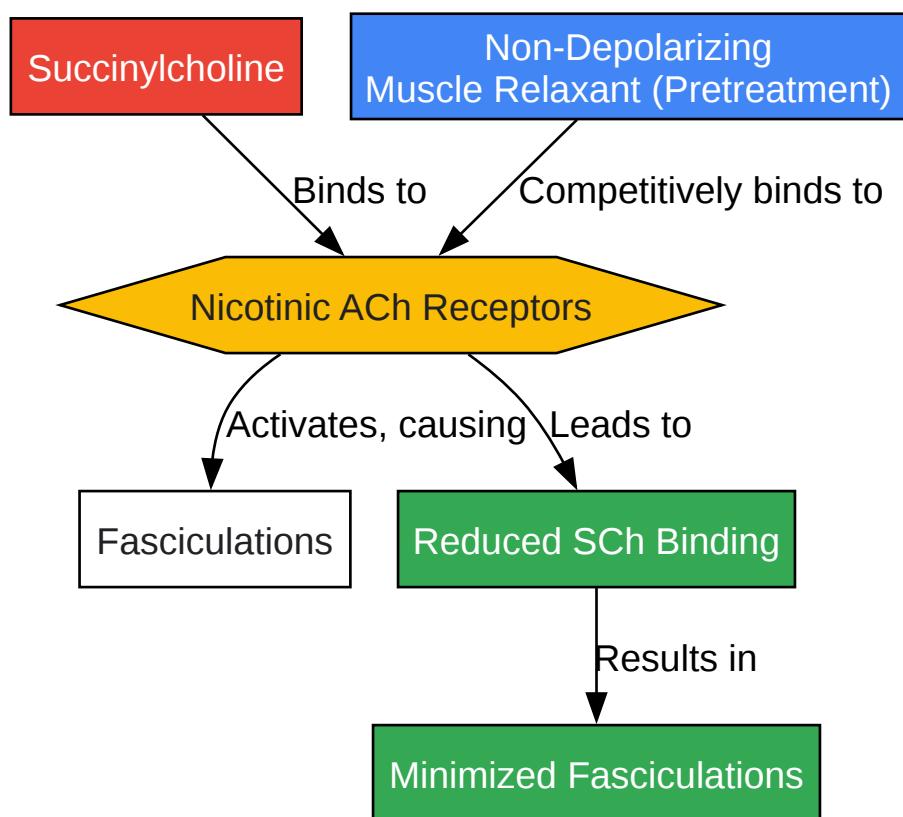 Succinylcholine
Non-Depolarizing
Muscle Relaxant (Pretreatment)
Binds to
Competitively binds to
Nicotinic ACh Receptors
Activates, causing
Leads to
Fasciculations
Reduced SCh Binding
Results in
Minimized Fasciculations